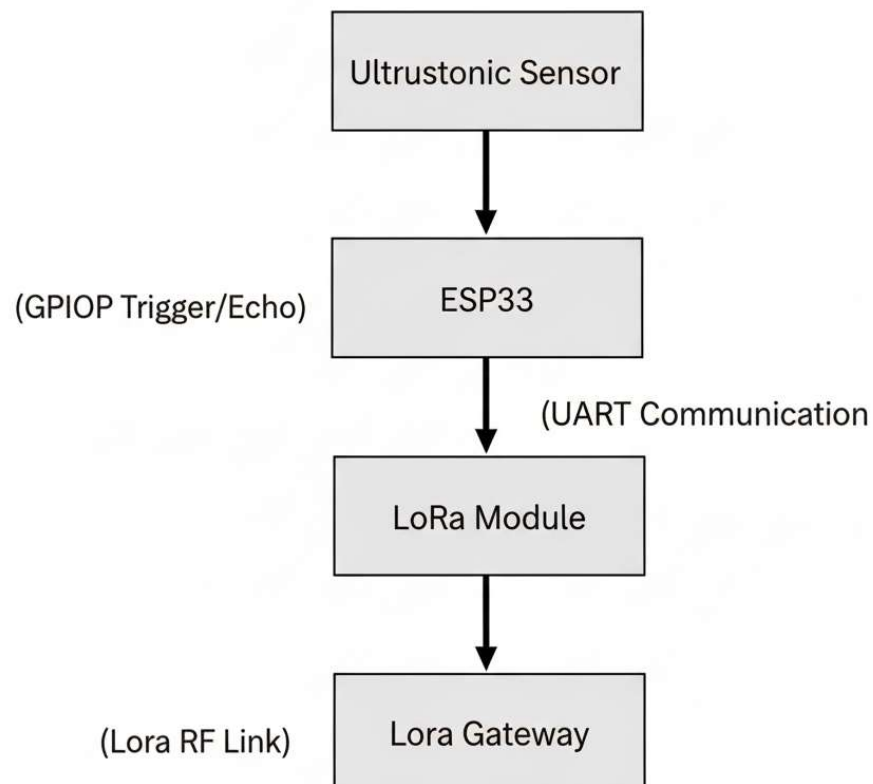 Ultrustonic Sensor
(GPIOP Trigger/Echo)
ESP33
(UART Communication
LoRa Module
(Lora RF Link)
Lora Gateway